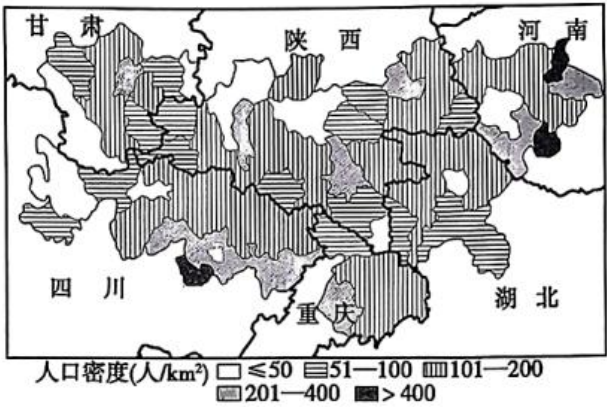 甘 肃
陕 西
河 南
四 川
重 庆
湖 北
人口密度(人/km²) ≤50 51—100 101—200
201—400 >400